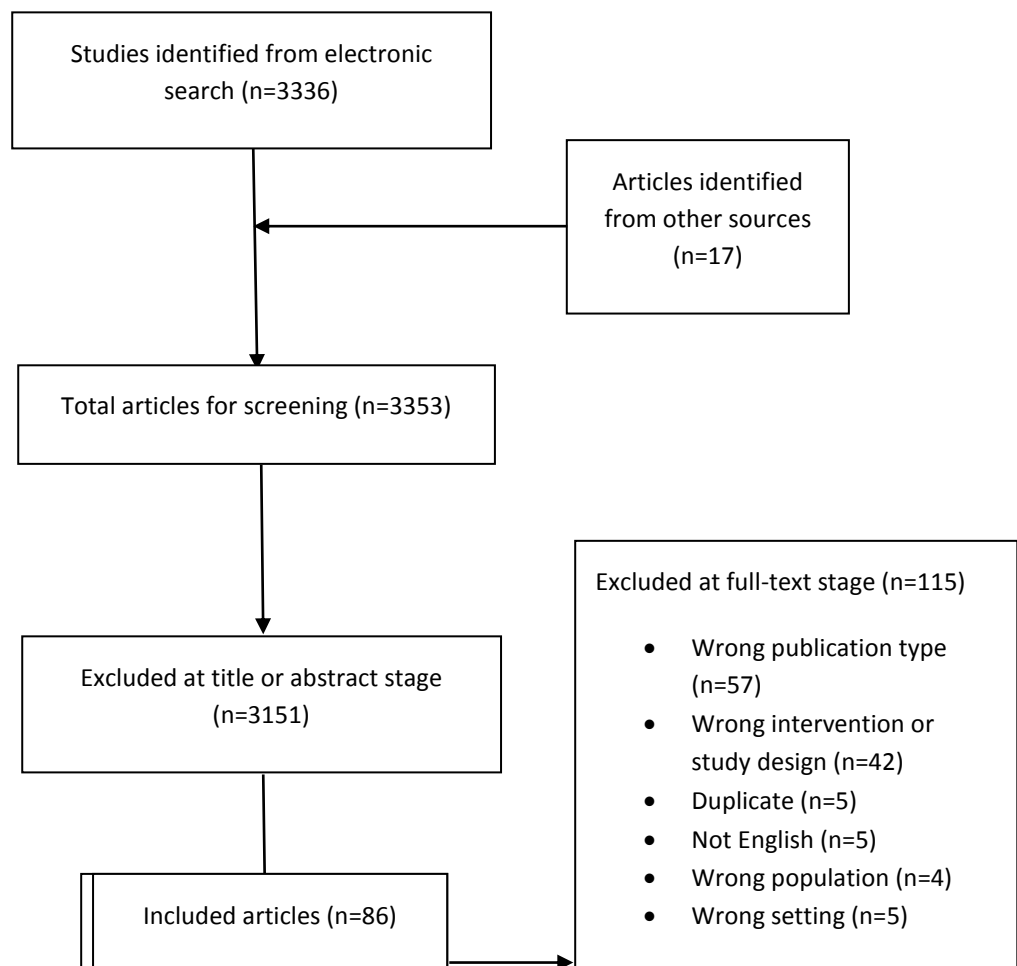 Studies identified from electronic
search (n=3336)
Articles identified
from other sources
(n=17)
Total articles for screening (n=3353)
Excluded at title or abstract stage
(n=3151)
Excluded at full-text stage (n=115)
• Wrong publication type
(n=57)
• Wrong intervention or
study design (n=42)
• Duplicate (n=5)
• Not English (n=5)
• Wrong population (n=4)
• Wrong setting (n=5)
Included articles (n=86)